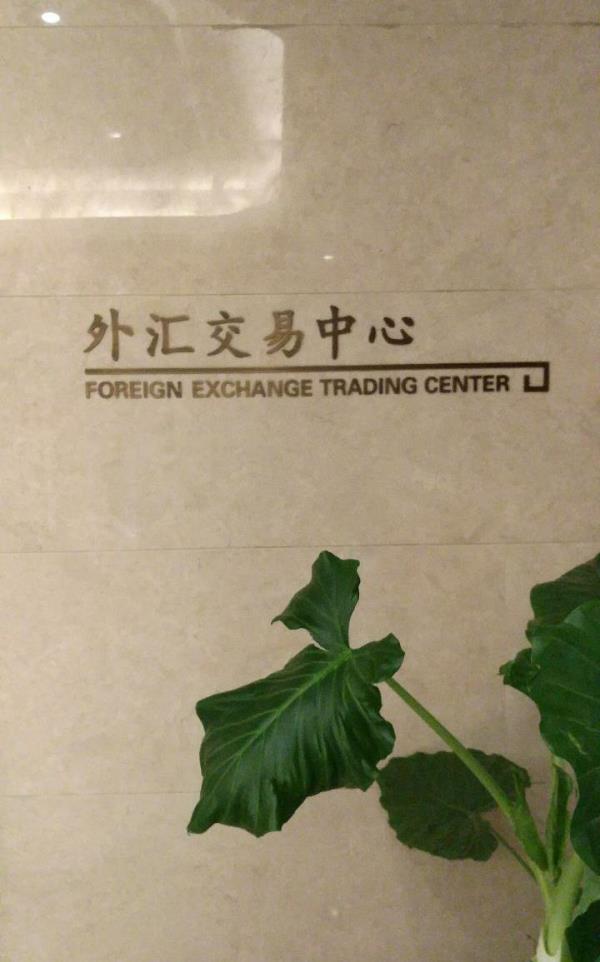 外汇交易中心
FOREIGN EXCHANGE TRADING CENTER